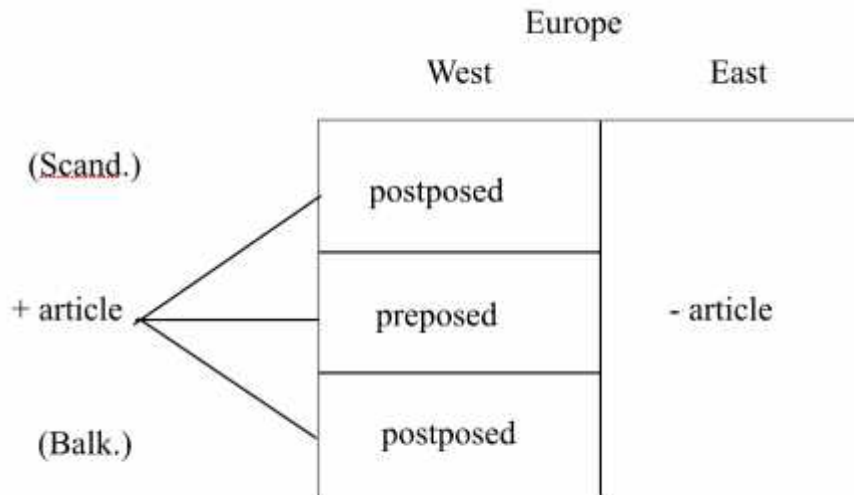 Europe
West East
(Scand.)
postposed
+ article
preposed
- article
(Balk.)
postposed